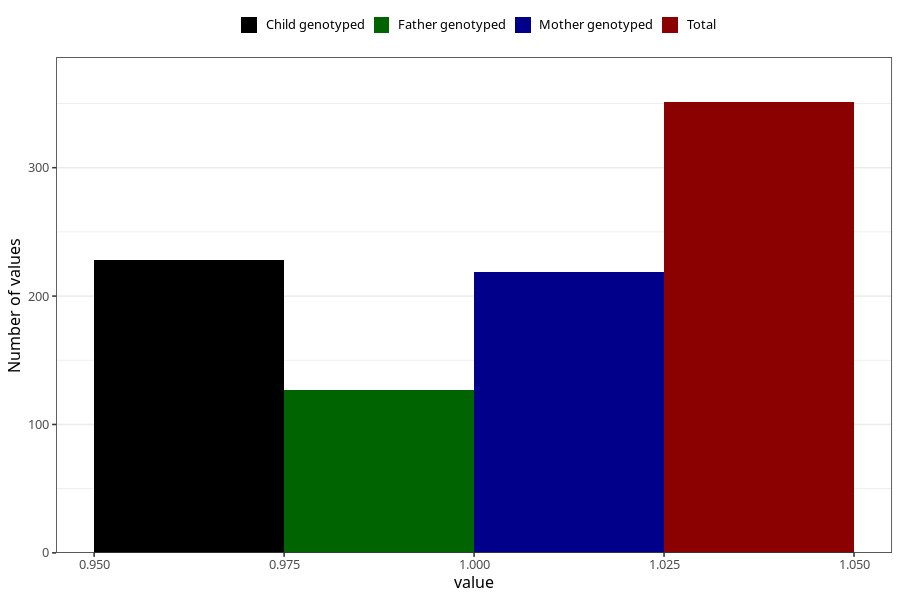 Child genotyped Father genotyped Mother genotyped Total
Number of values
300
200
100
0
0.950 0.975 1.000 1.025 1.050
value